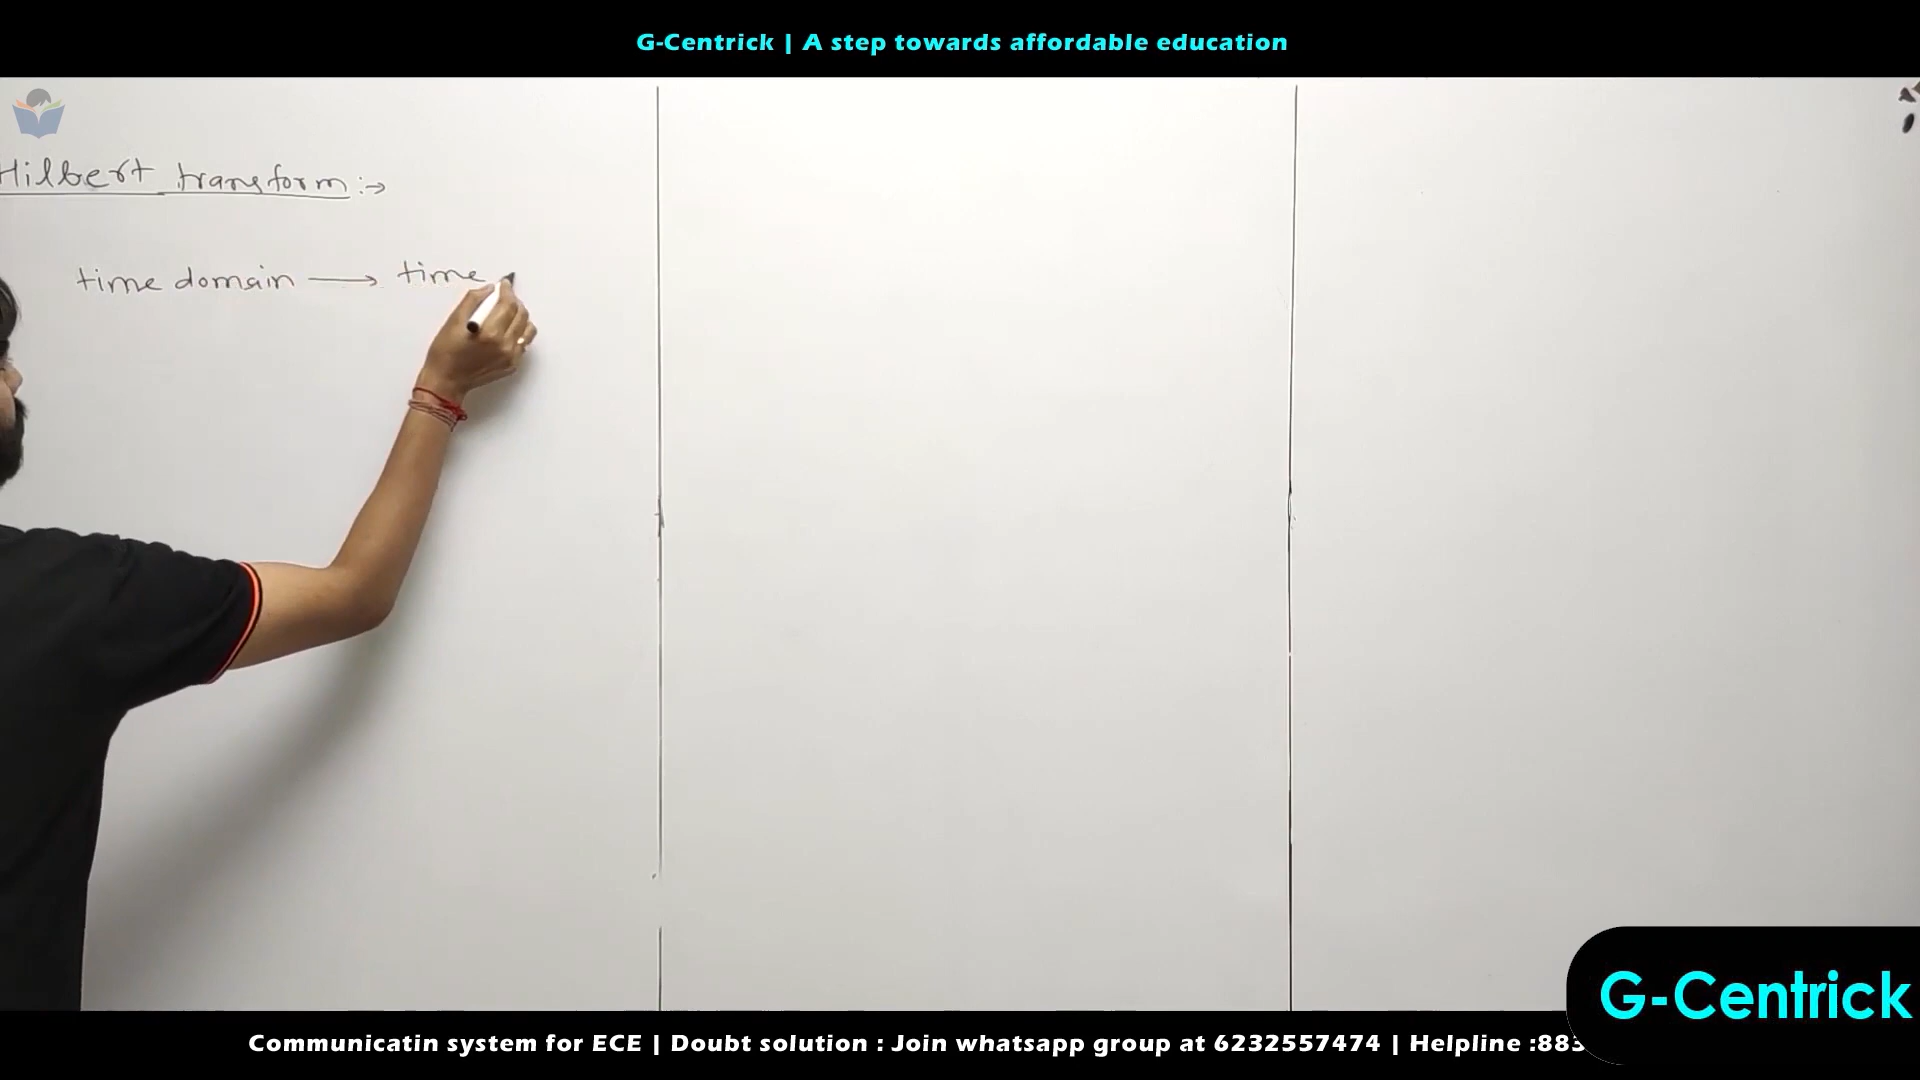 G-Centrick | A step towards affordable education
Hilbert transform :→
time domain → time
G-Centrick
Communicatin system for ECE | Doubt solution : Join whatsapp group at 6232557474 | Helpline :883